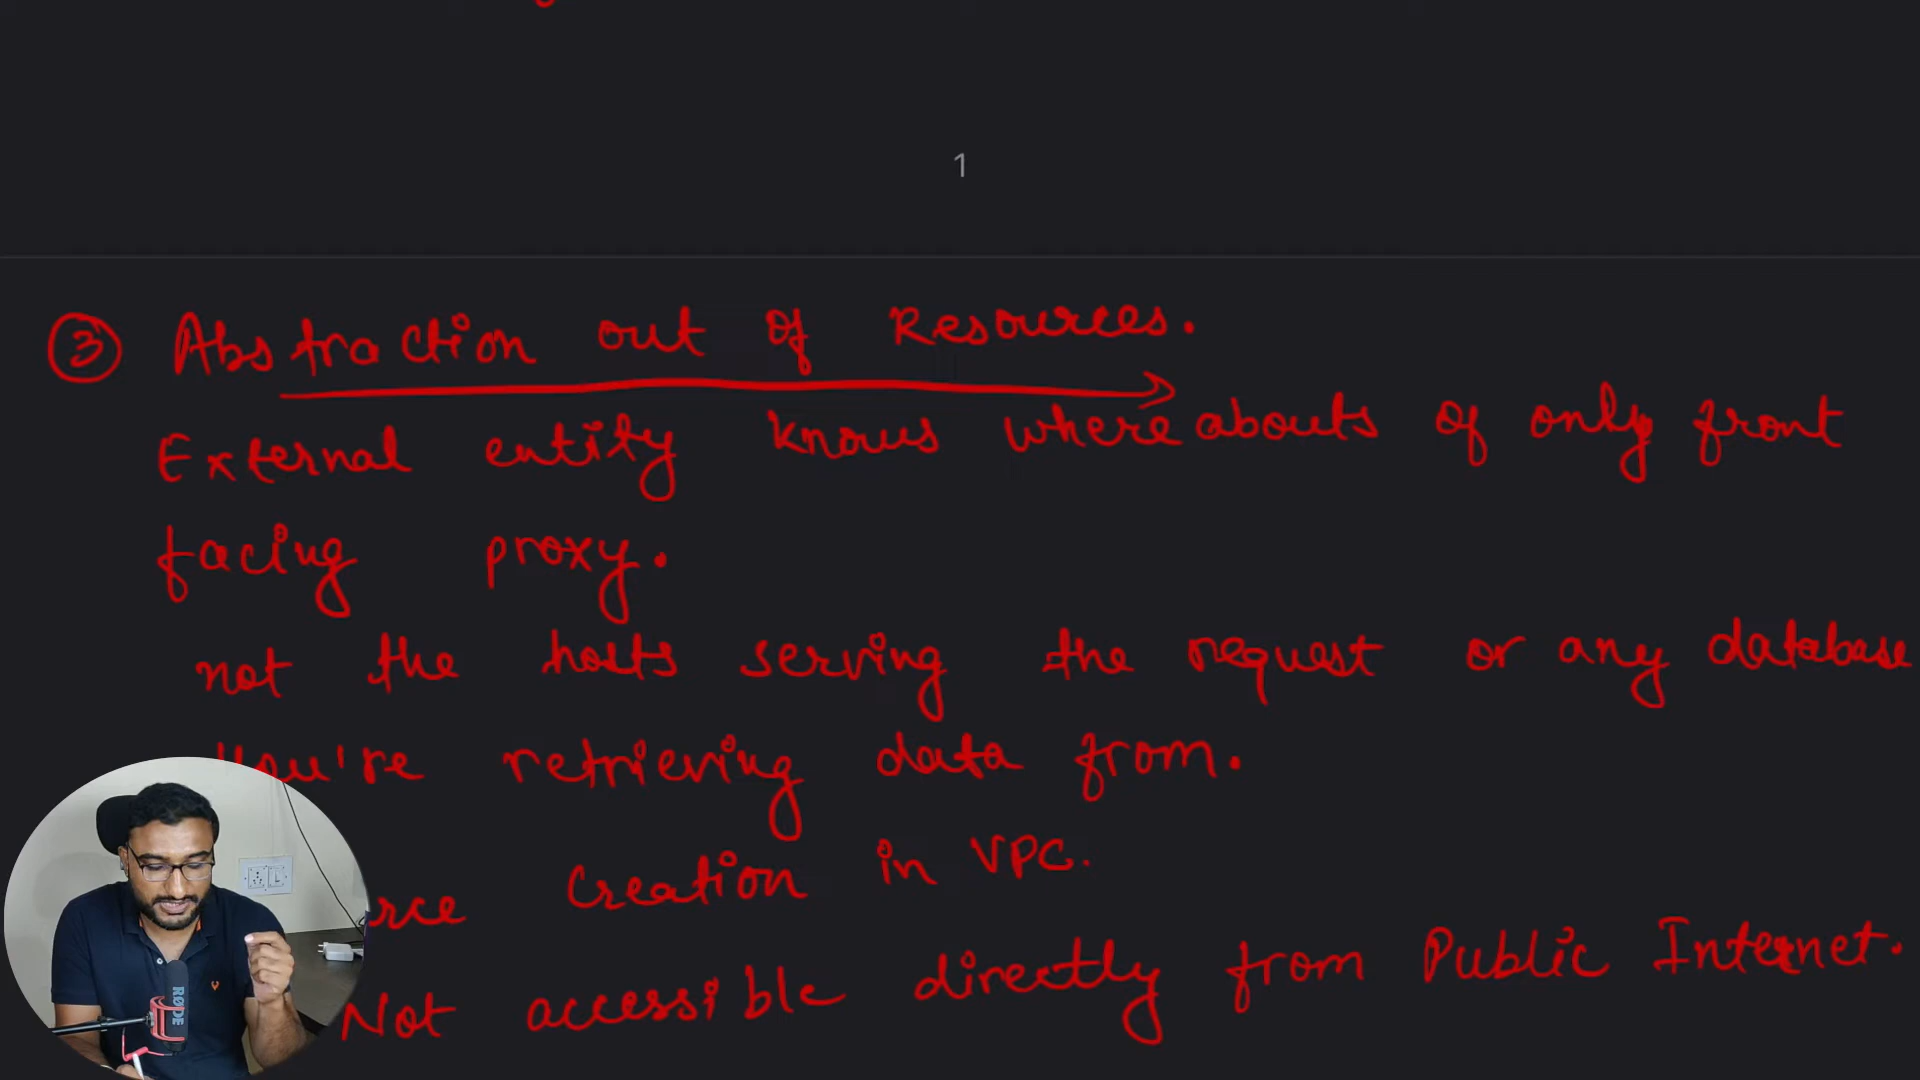 1
③ Abstraction out of Resources.
External entity knows whereabouts of only front
facing proxy.
not the hosts serving the request or any database
you're retrieving data from.
creation in VPC.
Not accessible directly from Public Internet.
RØDE